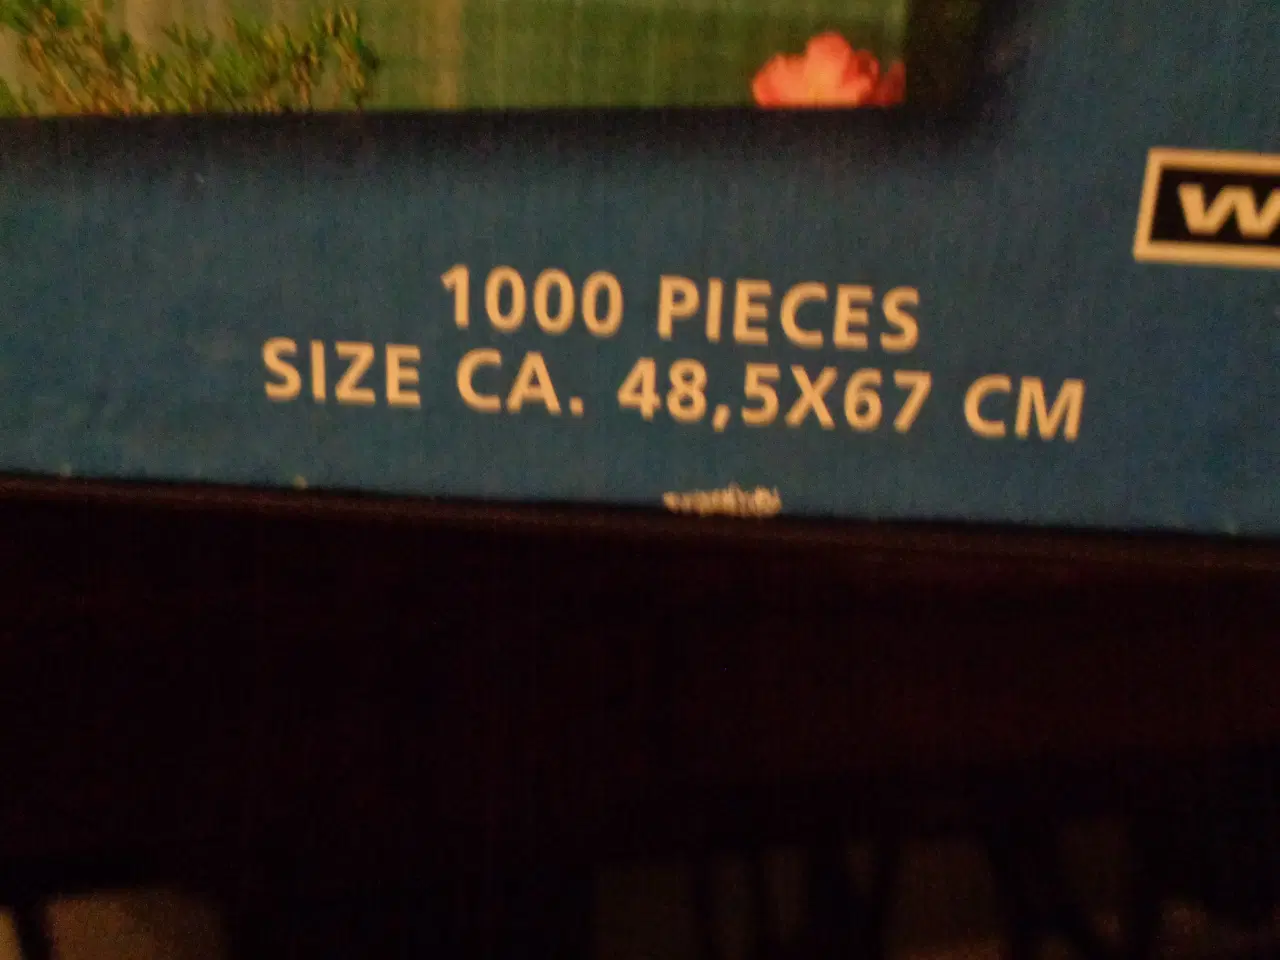 1000 PIECES
SIZE CA. 48,5X67 CM